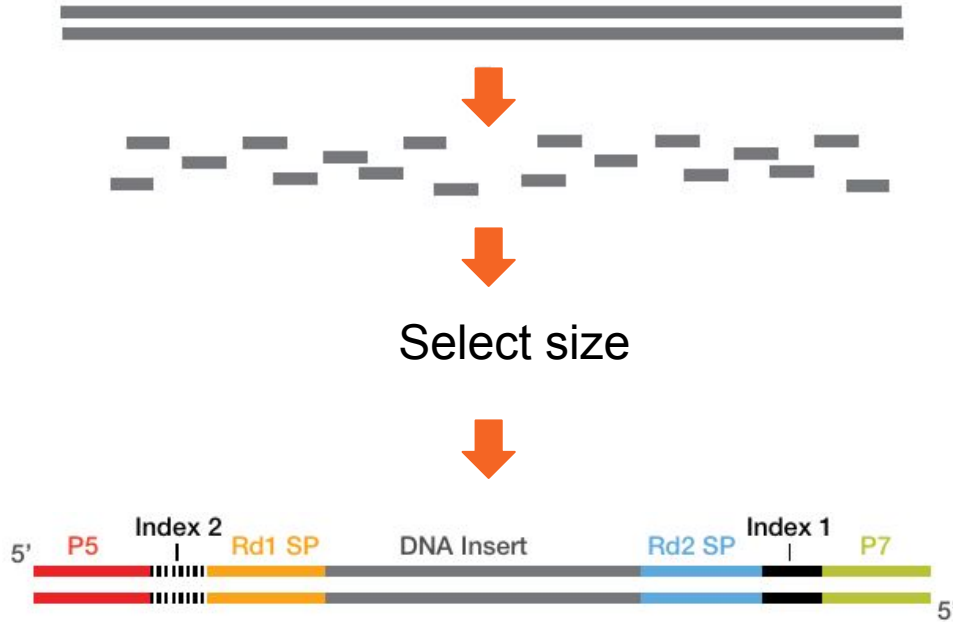 Select size
5' P5 Index 2 Rd1 SP DNA Insert Rd2 SP Index 1 P7
5'